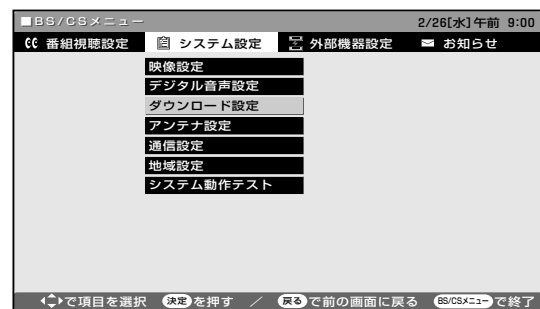 ■BS/CSメニュー 2/26[水]午前 9:00
番組視聴設定 システム設定 外部機器設定 お知らせ
映像設定
デジタル音声設定
ダウンロード設定
アンテナ設定
通信設定
地域設定
システム動作テスト
で項目を選択 決定を押す ／ 戻るで前の画面に戻る BS/CSメニューで終了